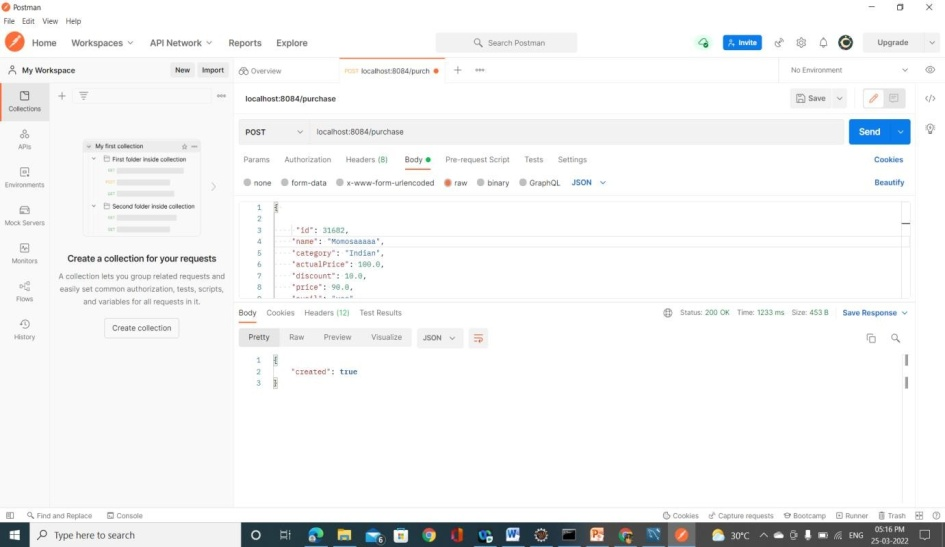 Postman
File Edit View Help
Home Workspaces API Network Reports Explore Search Postman Invite Upgrade
My Workspace New Import Overview POST localhost:8084/purch No Environment
Collections
APIs
Environments
Mock Servers
Monitors
Flows
History
My first collection
First folder inside collection
GET
POST
GET
Second folder inside collection
GET
GET
Create a collection for your requests
A collection lets you group related requests and
easily set common authorization, tests, scripts,
and variables for all requests in it.
Create collection
localhost:8084/purchase Save
POST localhost:8084/purchase Send
Params Authorization Headers (8) Body Pre-request Script Tests Settings Cookies
none form-data x-www-form-urlencoded raw binary GraphQL JSON Beautify
1 {
2
3 "id": 31682,
4 "name": "Momosaaaaa",
5 "category": "Indian",
6 "actualPrice": 100.0,
7 "discount": 10.0,
8 "price": 90.0,
Body Cookies Headers (12) Test Results Status: 200 OK Time: 1233 ms Size: 453 B Save Response
Pretty Raw Preview Visualize JSON
1 {
2 "created": true
3 }
Find and Replace Console Cookies Capture requests Bootcamp Runner Trash
Type here to search 6 30°C ENG 05:16 PM
25-03-2022